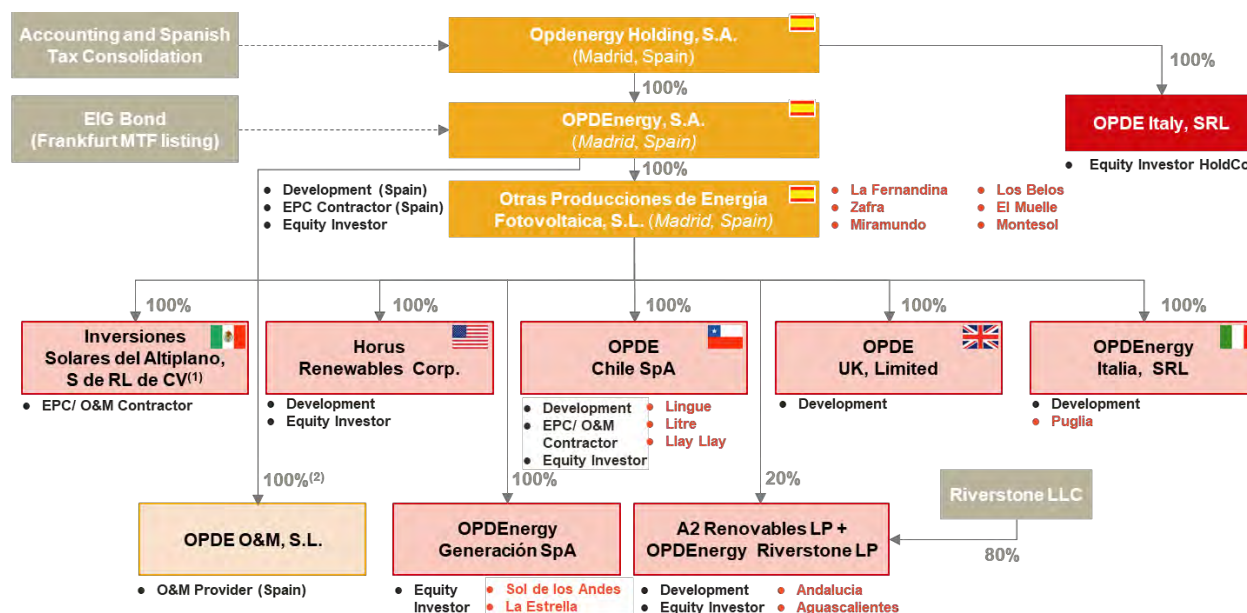 Accounting and Spanish
Tax Consolidation
Opdenergy Holding, S.A.
(Madrid, Spain)
100%
100%
EIG Bond
(Frankfurt MTF listing)
OPDEnergy, S.A.
(Madrid, Spain)
OPDE Italy, SRL
● Equity Investor HoldCo
100%
● Development (Spain)
● EPC Contractor (Spain)
● Equity Investor
Otras Producciones de Energia
Fotovoltaica, S.L. (Madrid, Spain)
● La Fernandina
● Zafra
● Miramundo
● Los Belos
● El Muelle
● Montesol
100%
100%
100%
100%
100%
Inversiones
Solares del Altiplano,
S de RL de CV(1)
● EPC/ O&M Contractor
Horus
Renewables Corp.
● Development
● Equity Investor
OPDE
Chile SpA
● Development
● EPC/ O&M
Contractor
● Equity Investor
● Lingue
● Litre
● Llay Llay
OPDE
UK, Limited
● Development
OPDEnergy
Italia, SRL
● Development
● Puglia
100%(2)
100%
20%
Riverstone LLC
80%
OPDE O&M, S.L.
● O&M Provider (Spain)
OPDEnergy
Generación SpA
● Equity
Investor
● Sol de los Andes
● La Estrella
A2 Renovables LP +
OPDEnergy Riverstone LP
● Development
● Equity Investor
● Andalucia
● Aguascalientes